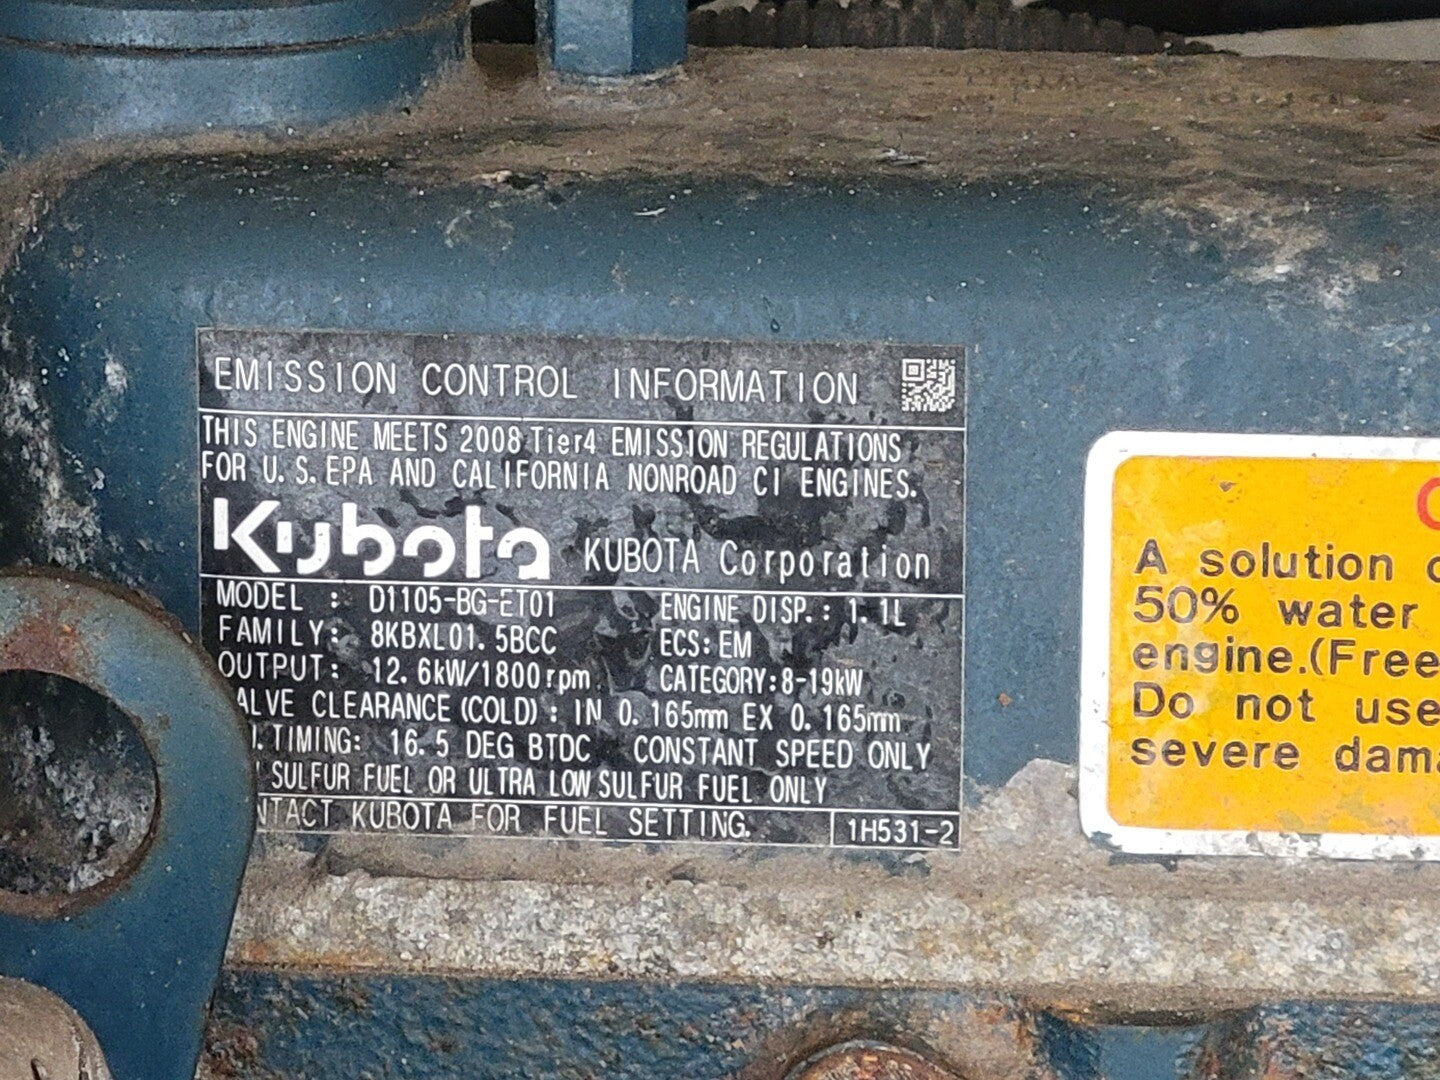 EMISSION CONTROL INFORMATION
THIS ENGINE MEETS 2008 Tier4 EMISSION REGULATIONS
FOR U.S.EPA AND CALIFORNIA NONROAD CI ENGINES.
Kubota KUBOTA Corporation
MODEL : D1105-BG-ET01 ENGINE DISP.: 1.1L
FAMILY: 8KBXL01.5BCC ECS:EM
OUTPUT: 12.6kW/1800rpm CATEGORY:8-19kW
ALVE CLEARANCE(COLD): IN 0.165mm EX 0.165mm
. TIMING: 16.5 DEG BTDC CONSTANT SPEED ONLY
SULFUR FUEL OR ULTRA LOW SULFUR FUEL ONLY
NTACT KUBOTA FOR FUEL SETTING. 1H531-2
A solution
50% water
engine.(Free
Do not use
severe dama